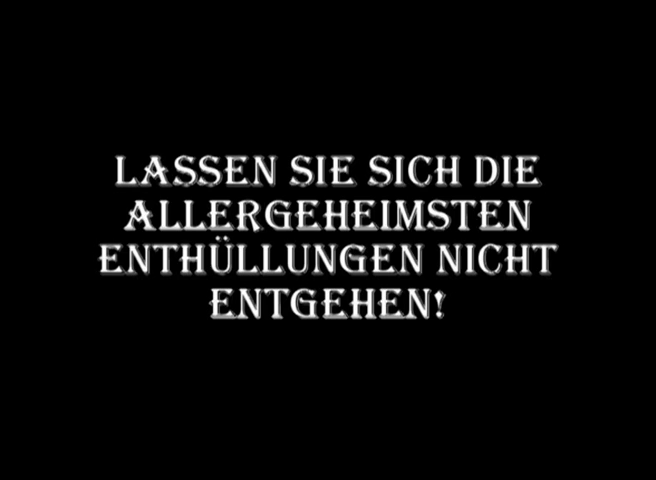 LASSEN SIE SICH DIE
ALLERGEHEIMSTEN
ENTHÜLLUNGEN NICHT
ENTGEHEN!